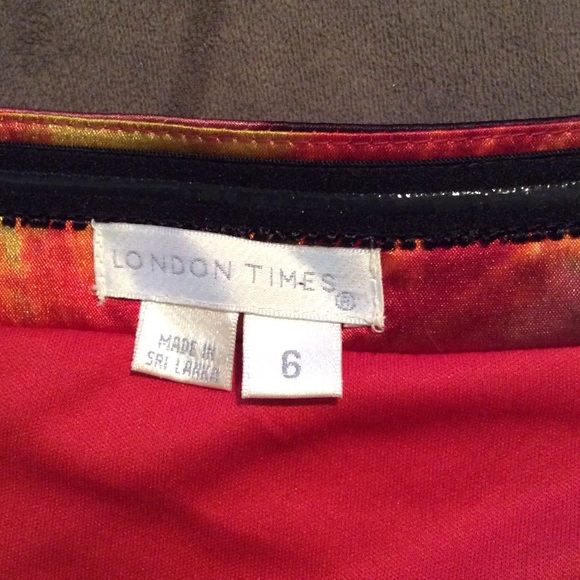 LONDON TIMES ®
MADE IN
SRI LANKA
6